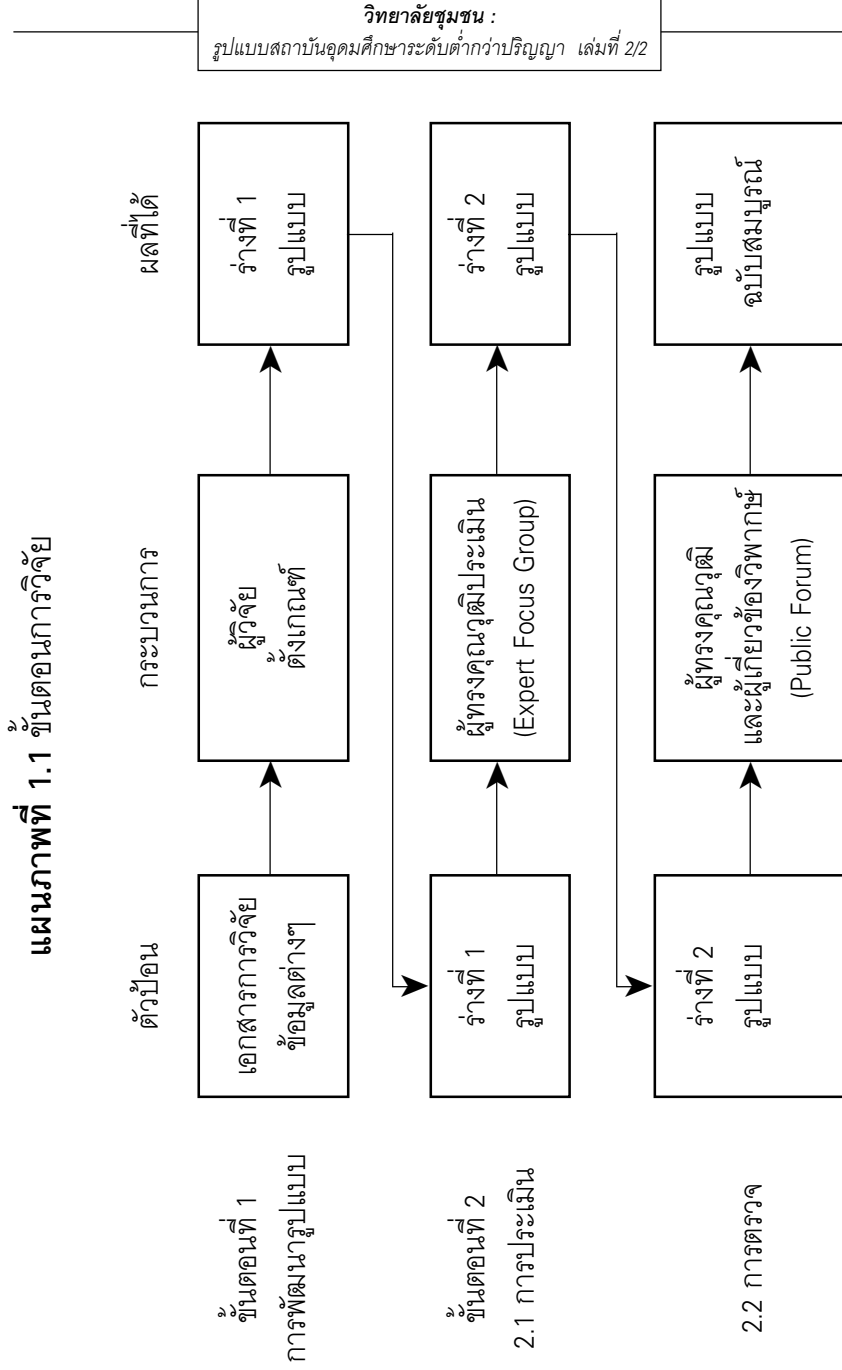 วิทยาลัยชุมชน :
รูปแบบสถาบันอุดมศึกษาระดับต่ำกว่าปริญญา เล่มที่ 2/2
แผนภาพที่ 1.1 ขั้นตอนการวิจัย
ตัวป้อน
กระบวนการ
ผลที่ได้
ขั้นตอนที่ 1
การพัฒนารูปแบบ
เอกสารการวิจัย
ข้อมูลต่างๆ
ผู้วิจัย
ตั้งเกณฑ์
ร่างที่ 1
รูปแบบ
ขั้นตอนที่ 2
2.1 การประเมิน
ร่างที่ 1
รูปแบบ
ผู้ทรงคุณวุฒิประเมิน
(Expert Focus Group)
ร่างที่ 2
รูปแบบ
2.2 การตรวจ
ร่างที่ 2
รูปแบบ
ผู้ทรงคุณวุฒิ
และผู้เกี่ยวข้องวิพากษ์
(Public Forum)
รูปแบบ
ฉบับสมบูรณ์